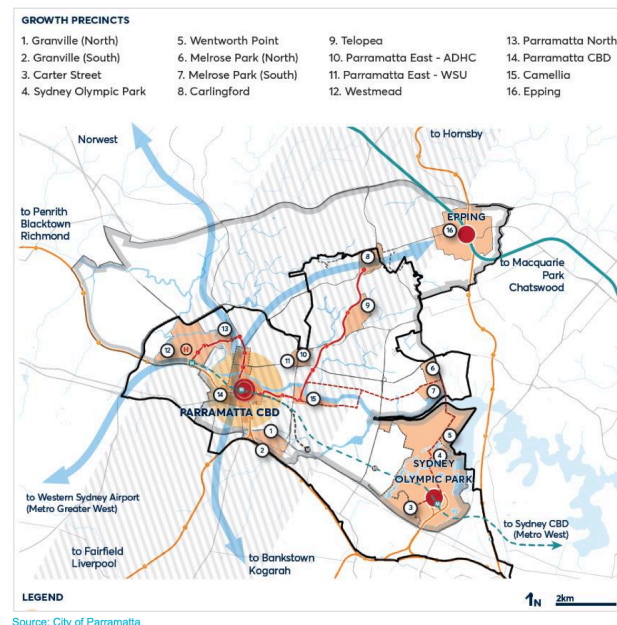 GROWTH PRECINCTS
1. Granville (North)
2. Granville (South)
3. Carter Street
4. Sydney Olympic Park
5. Wentworth Point
6. Melrose Park (North)
7. Melrose Park (South)
8. Carlingford
9. Telopea
10. Parramatta East - ADHC
11. Parramatta East - WSU
12. Westmead
13. Parramatta North
14. Parramatta CBD
15. Camellia
16. Epping
Norwest
to Hornsby
to Penrith
Blacktown
Richmond
EPPING
16
8
to Macquarie
Park
Chatswood
9
13
12
H
10
11
6
7
14
15
PARRAMATTA CBD
1
2
5
4
SYDNEY
OLYMPIC PARK
3
to Western Sydney Airport
(Metro Greater West)
to Sydney CBD
(Metro West)
to Fairfield
Liverpool
to Bankstown
Kogarah
LEGEND
1N
2km
Source: City of Parramatta